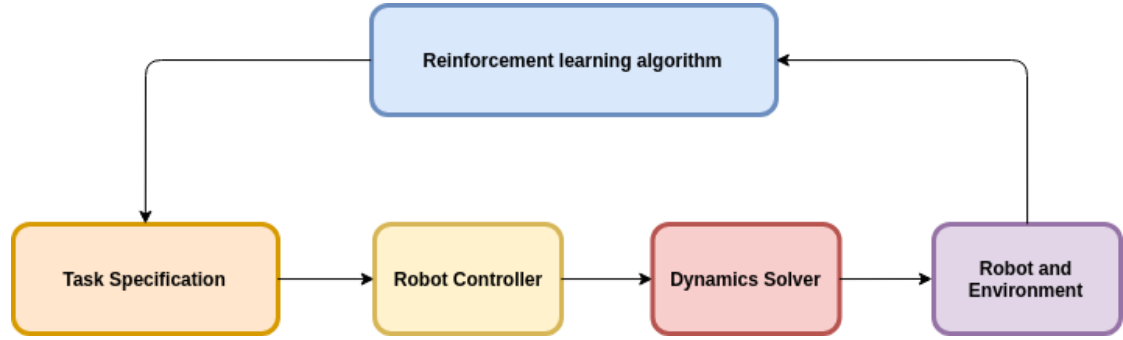 Reinforcement learning algorithm
Task Specification
Robot Controller
Dynamics Solver
Robot and
Environment